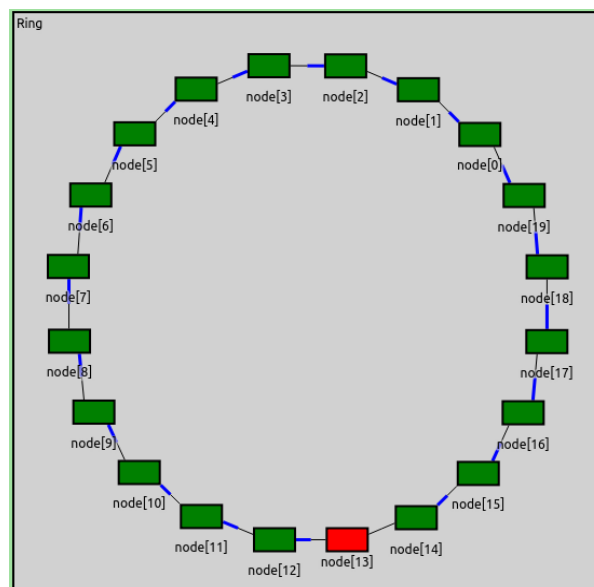 Ring
node[3]
node[2]
node[4]
node[1]
node[5]
node[0]
node[6]
node[19]
node[7]
node[18]
node[8]
node[17]
node[9]
node[16]
node[10]
node[15]
node[11]
node[14]
node[12]
node[13]